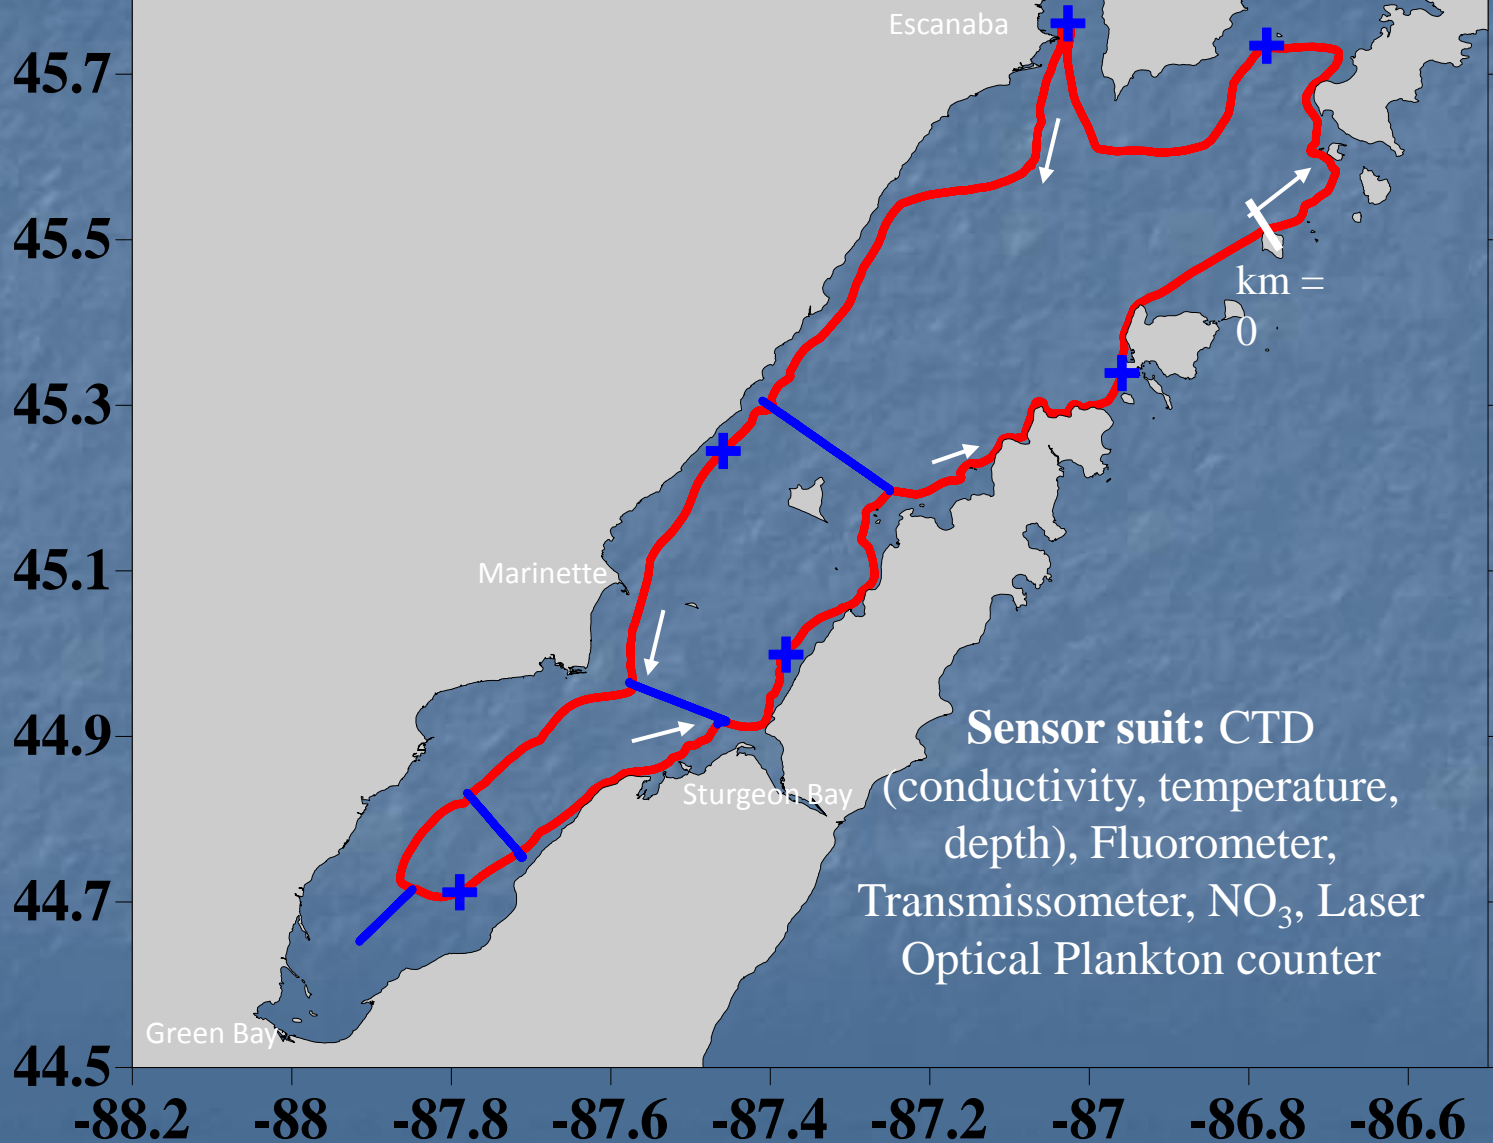 Escanaba
45.7
45.5
km =
0
45.3
45.1
Marinette
44.9
Sensor suit: CTD
(conductivity, temperature,
depth), Fluorometer,
Transmissometer, NO₃, Laser
Optical Plankton counter
Sturgeon Bay
44.7
Green Bay
44.5
-88.2 -88 -87.8 -87.6 -87.4 -87.2 -87 -86.8 -86.6